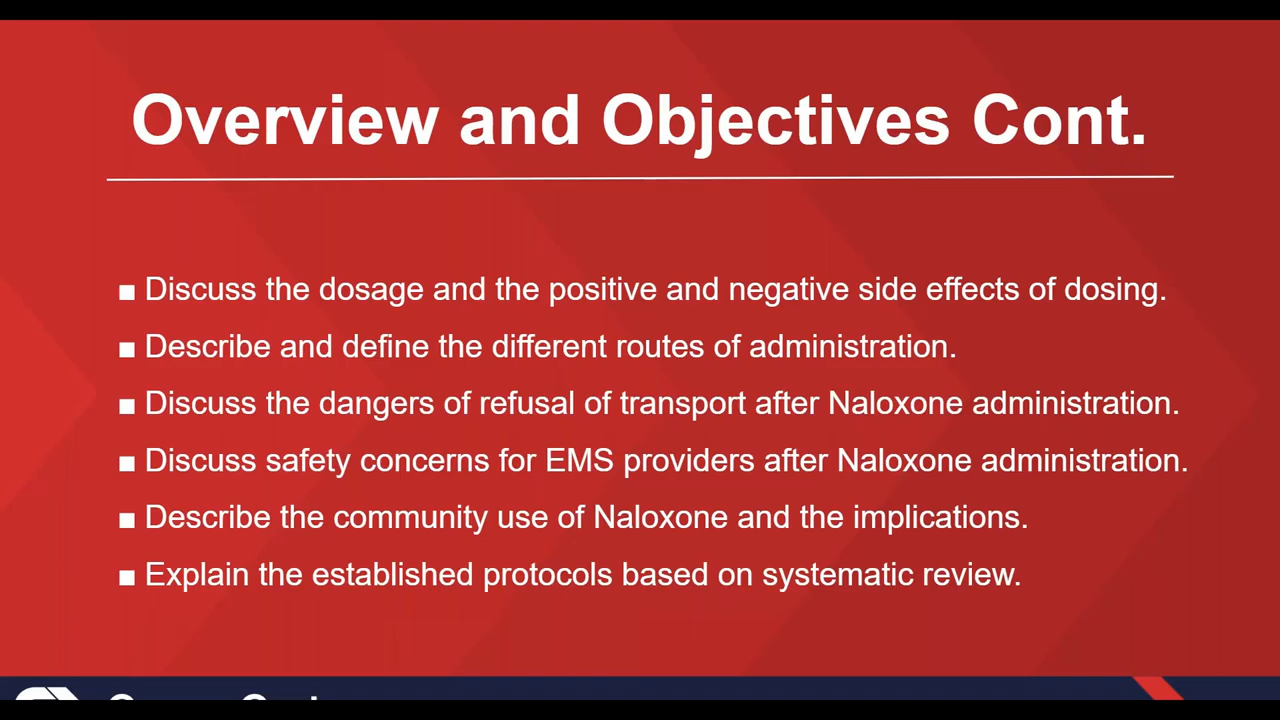 Overview and Objectives Cont.
■ Discuss the dosage and the positive and negative side effects of dosing.
■ Describe and define the different routes of administration.
■ Discuss the dangers of refusal of transport after Naloxone administration.
■ Discuss safety concerns for EMS providers after Naloxone administration.
■ Describe the community use of Naloxone and the implications.
■ Explain the established protocols based on systematic review.